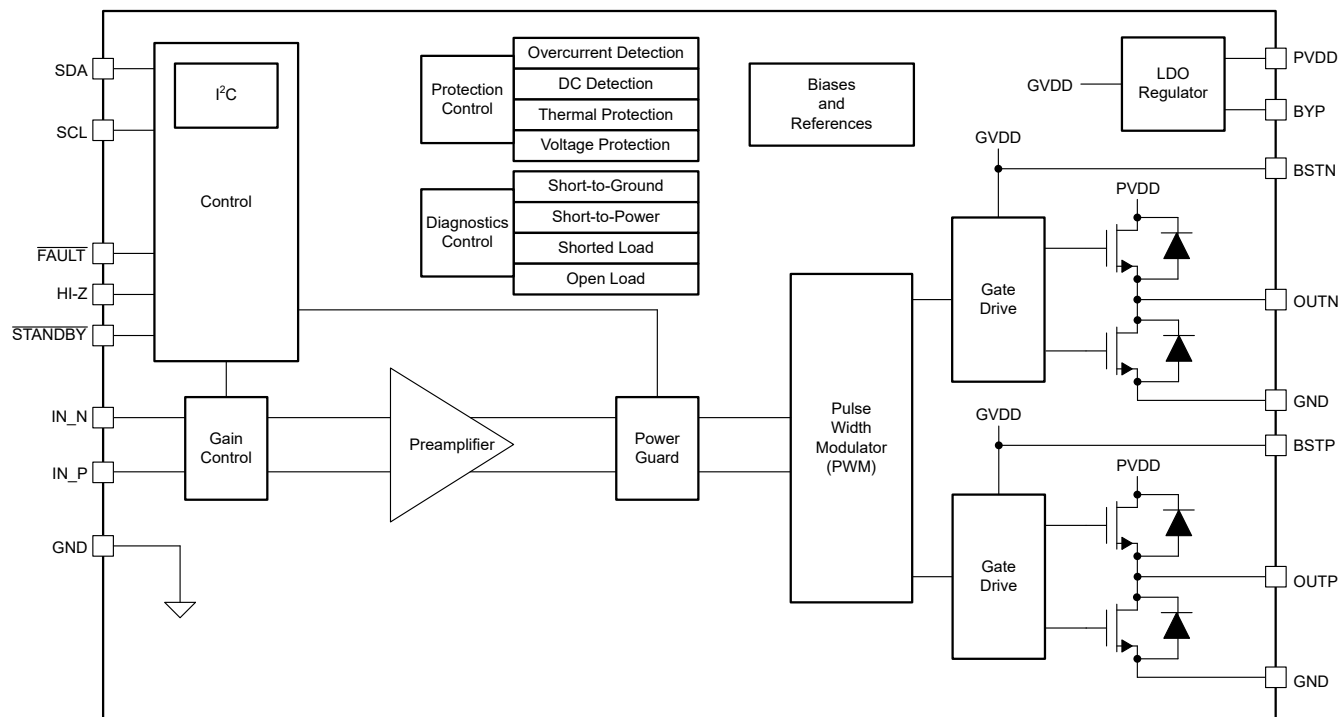 SDA
SCL
FAULT
HI-Z
STANDBY
IN_N
IN_P
GND
I²C
Control
Gain
Control
Protection
Control
Overcurrent Detection
DC Detection
Thermal Protection
Voltage Protection
Diagnostics
Control
Short-to-Ground
Short-to-Power
Shorted Load
Open Load
Preamplifier
Power
Guard
Biases
and
References
Pulse
Width
Modulator
(PWM)
GVDD
LDO
Regulator
GVDD
PVDD
Gate
Drive
GVDD
PVDD
Gate
Drive
PVDD
BYP
BSTN
OUTN
GND
BSTP
OUTP
GND